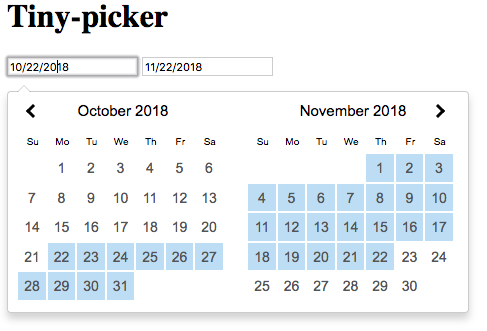 Tiny-picker
10/22/2018 11/22/2018
October 2018 November 2018
Su Mo Tu We Th Fr Sa Su Mo Tu We Th Fr Sa
1 2 3 4 5 6 1 2 3
7 8 9 10 11 12 13 4 5 6 7 8 9 10
14 15 16 17 18 19 20 11 12 13 14 15 16 17
21 22 23 24 25 26 27 18 19 20 21 22 23 24
28 29 30 31 25 26 27 28 29 30